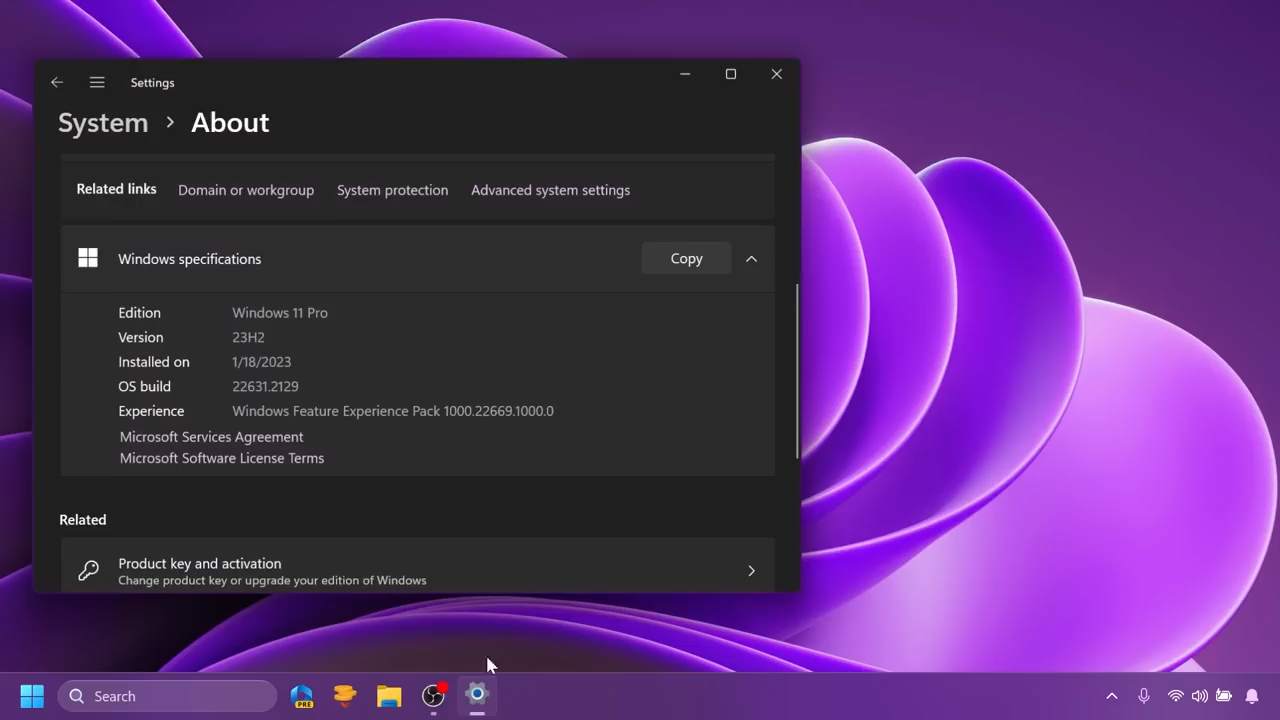 Settings
System > About
Related links Domain or workgroup System protection Advanced system settings
Windows specifications Copy
Edition Windows 11 Pro
Version 23H2
Installed on 1/18/2023
OS build 22631.2129
Experience Windows Feature Experience Pack 1000.22669.1000.0
Microsoft Services Agreement
Microsoft Software License Terms
Related
Product key and activation
Change product key or upgrade your edition of Windows
Search PRE